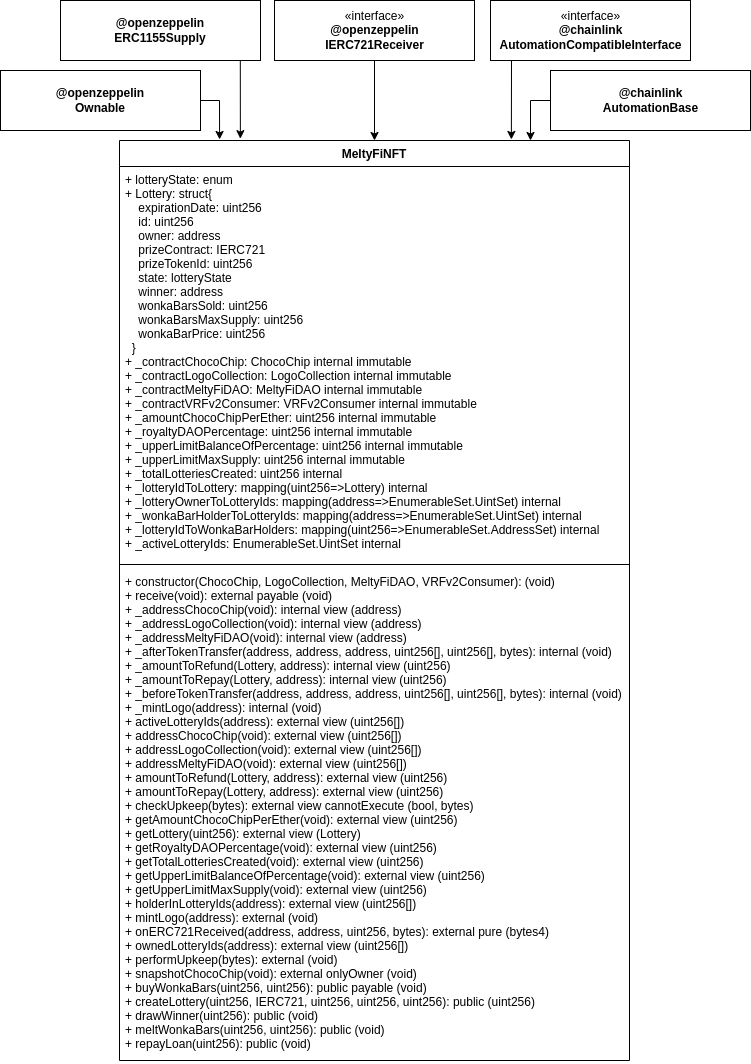 @openzeppelin
ERC1155Supply
«interface»
@openzeppelin
IERC721Receiver
«interface»
@chainlink
AutomationCompatibleInterface
@openzeppelin
Ownable
@chainlink
AutomationBase
MeltyFiNFT
+ lotteryState: enum
+ Lottery: struct{
expirationDate: uint256
id: uint256
owner: address
prizeContract: IERC721
prizeTokenId: uint256
state: lotteryState
winner: address
wonkaBarsSold: uint256
wonkaBarsMaxSupply: uint256
wonkaBarPrice: uint256
}
+ _contractChocoChip: ChocoChip internal immutable
+ _contractLogoCollection: LogoCollection internal immutable
+ _contractMeltyFiDAO: MeltyFiDAO internal immutable
+ _contractVRFv2Consumer: VRFv2Consumer internal immutable
+ _amountChocoChipPerEther: uint256 internal immutable
+ _royaltyDAOPercentage: uint256 internal immutable
+ _upperLimitBalanceOfPercentage: uint256 internal immutable
+ _upperLimitMaxSupply: uint256 internal immutable
+ _totalLotteriesCreated: uint256 internal
+ _lotteryIdToLottery: mapping(uint256=>Lottery) internal
+ _lotteryOwnerToLotteryIds: mapping(address=>EnumerableSet.UintSet) internal
+ _wonkaBarHolderToLotteryIds: mapping(address=>EnumerableSet.UntSet) internal
+ _lotteryIdToWonkaBarHolders: mapping(uint256=>EnumerableSet.AddressSet) internal
+ _activeLotteryIds: EnumerableSet.UintSet internal
+ constructor(ChocoChip, LogoCollection, MeltyFiDAO, VRFv2Consumer): (void)
+ receive(void): external payable (void)
+ _addressChocoChip(void): internal view (address)
+ _addressLogoCollection(void): internal view (address)
+ _addressMeltyFiDAO(void): internal view (address)
+ _afterTokenTransfer(address, address, address, uint256[], uint256[], bytes): internal (void)
+ _amountToRefund(Lottery, address): internal view (uint256)
+ _amountToRepay(Lottery, address): internal view (uint256)
+ _beforeTokenTransfer(address, address, address, uint256[], uint256[], bytes): internal (void)
+ _mintLogo(address): internal (void)
+ activeLotteryIds(address): external view (uint256[])
+ addressChocoChip(void): external view (uint256[])
+ addressLogoCollection(void): external view (uint256[])
+ addressMeltyFiDAO(void): external view (uint256[])
+ amountToRefund(Lottery, address): external view (uint256)
+ amountToRepay(Lottery, address): external view (uint256)
+ checkUpkeep(bytes): external view cannotExecute (bool, bytes)
+ getAmountChocoChipPerEther(void): external view (uint256)
+ getLottery(uint256): external view (Lottery)
+ getRoyaltyDAOPercentage(void): external view (uint256)
+ getTotalLotteriesCreated(void): external view (uint256)
+ getUpperLimitBalanceOfPercentage(void): external view (uint256)
+ getUpperLimitMaxSupply(void): external view (uint256)
+ holderInLotteryIds(address): external view (uint256[])
+ mintLogo(address): external (void)
+ onERC721Received(address, address, uint256, bytes): external pure (bytes4)
+ ownedLotteryIds(address): external view (uint256[])
+ performUpkeep(bytes): external (void)
+ snapshotChocoChip(void): external onlyOwner (void)
+ buyWonkaBars(uint256, uint256): public payable (void)
+ createLottery(uint256, IERC721, uint256, uint256, uint256): public (uint256)
+ drawWinner(uint256): public (void)
+ meltWonkaBars(uint256, uint256): public (void)
+ repayLoan(uint256): public (void)